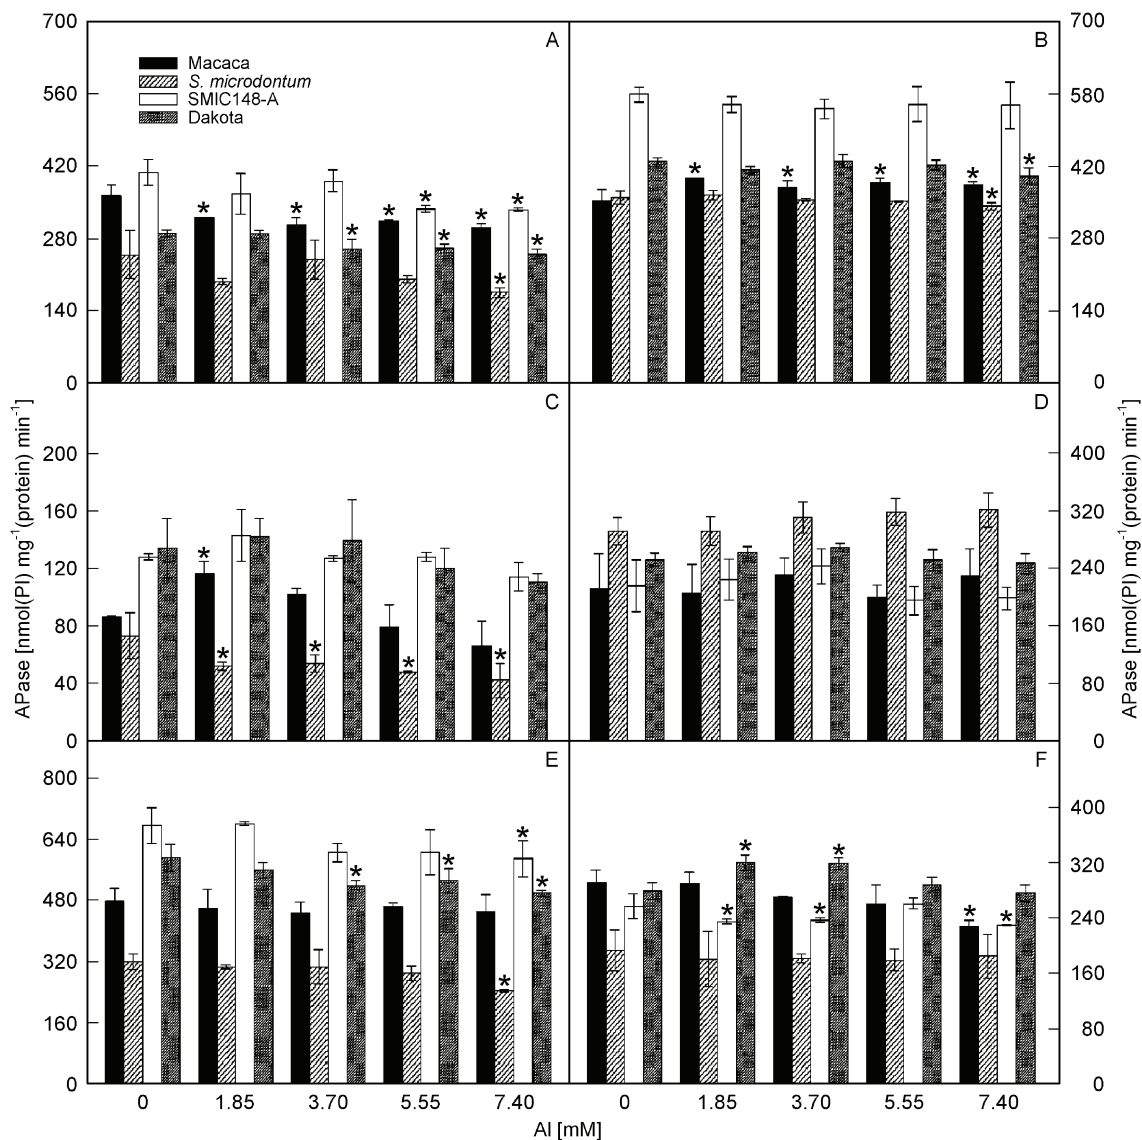 700
560
420
280
140
0
A
Macaca
S. microdontum
SMIC148-A
Dakota
* * * * * * * * * *
B
* * * * * *
700
580
420
280
140
0
200
160
120
80
40
0
C
* * * * *
D
400
320
240
160
80
0
800
640
480
320
160
0
E
* * * * *
F
* * * * * *
400
320
240
160
80
0
0 1.85 3.70 5.55 7.40
0 1.85 3.70 5.55 7.40
Al [mM]
APase [nmol(PI) mg-1(protein) min-1]
APase [nmol(PI) mg-1(protein) min-1]